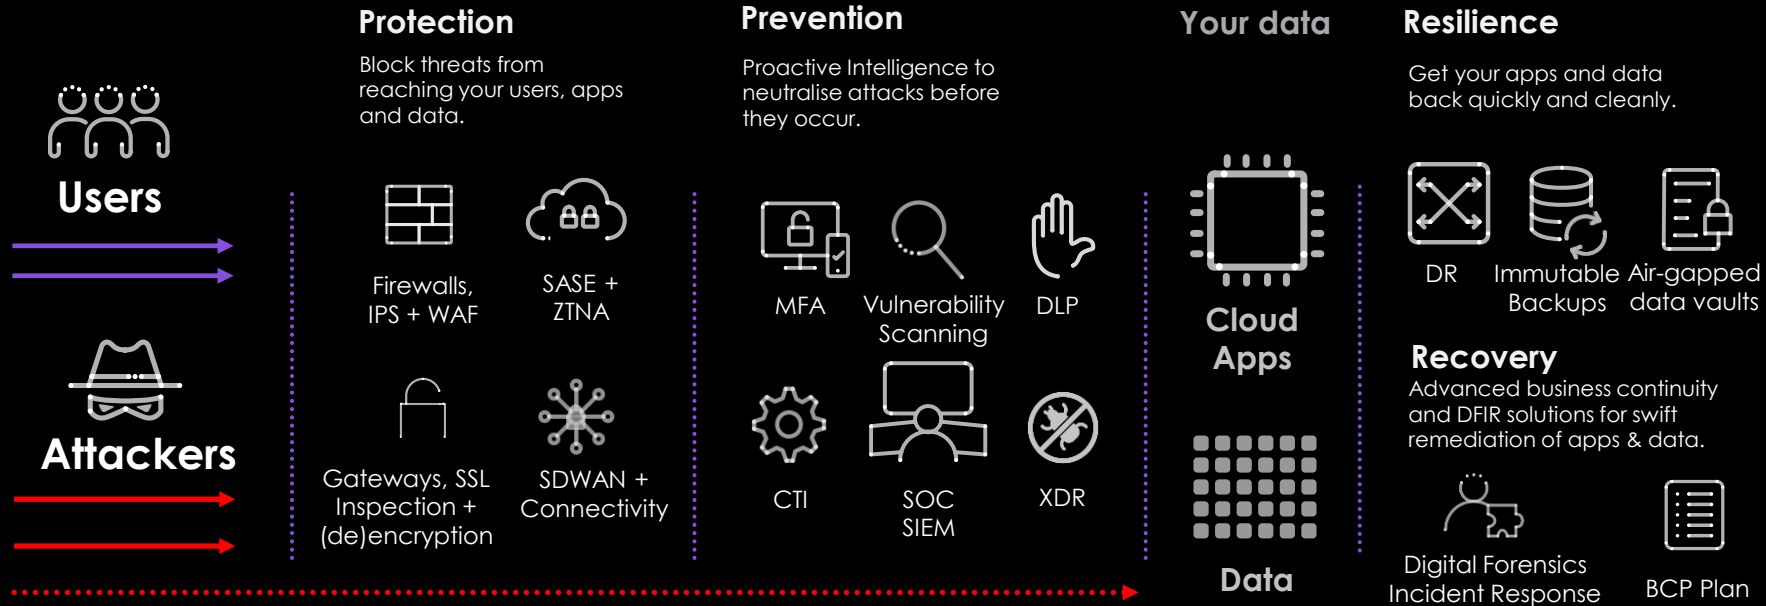 Users
Attackers
Protection
Block threats from
reaching your users, apps
and data.
Firewalls,
IPS + WAF
SASE +
ZTNA
Gateways, SSL
Inspection +
(de)encryption
SDWAN +
Connectivity
Prevention
Proactive Intelligence to
neutralise attacks before
they occur.
MFA
Vulnerability
Scanning
DLP
CTI
SOC
SIEM
XDR
Your data
Cloud
Apps
Data
Resilience
Get your apps and data
back quickly and cleanly.
DR
Immutable
Backups
Air-gapped
data vaults
Recovery
Advanced business continuity
and DFIR solutions for swift
remediation of apps & data.
Digital Forensics
Incident Response
BCP Plan